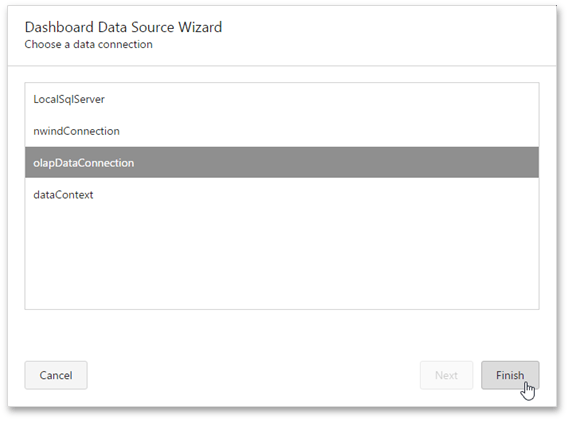 Dashboard Data Source Wizard
Choose a data connection
LocalSqlServer
nwindConnection
olapDataConnection
dataContext
Cancel
Next
Finish